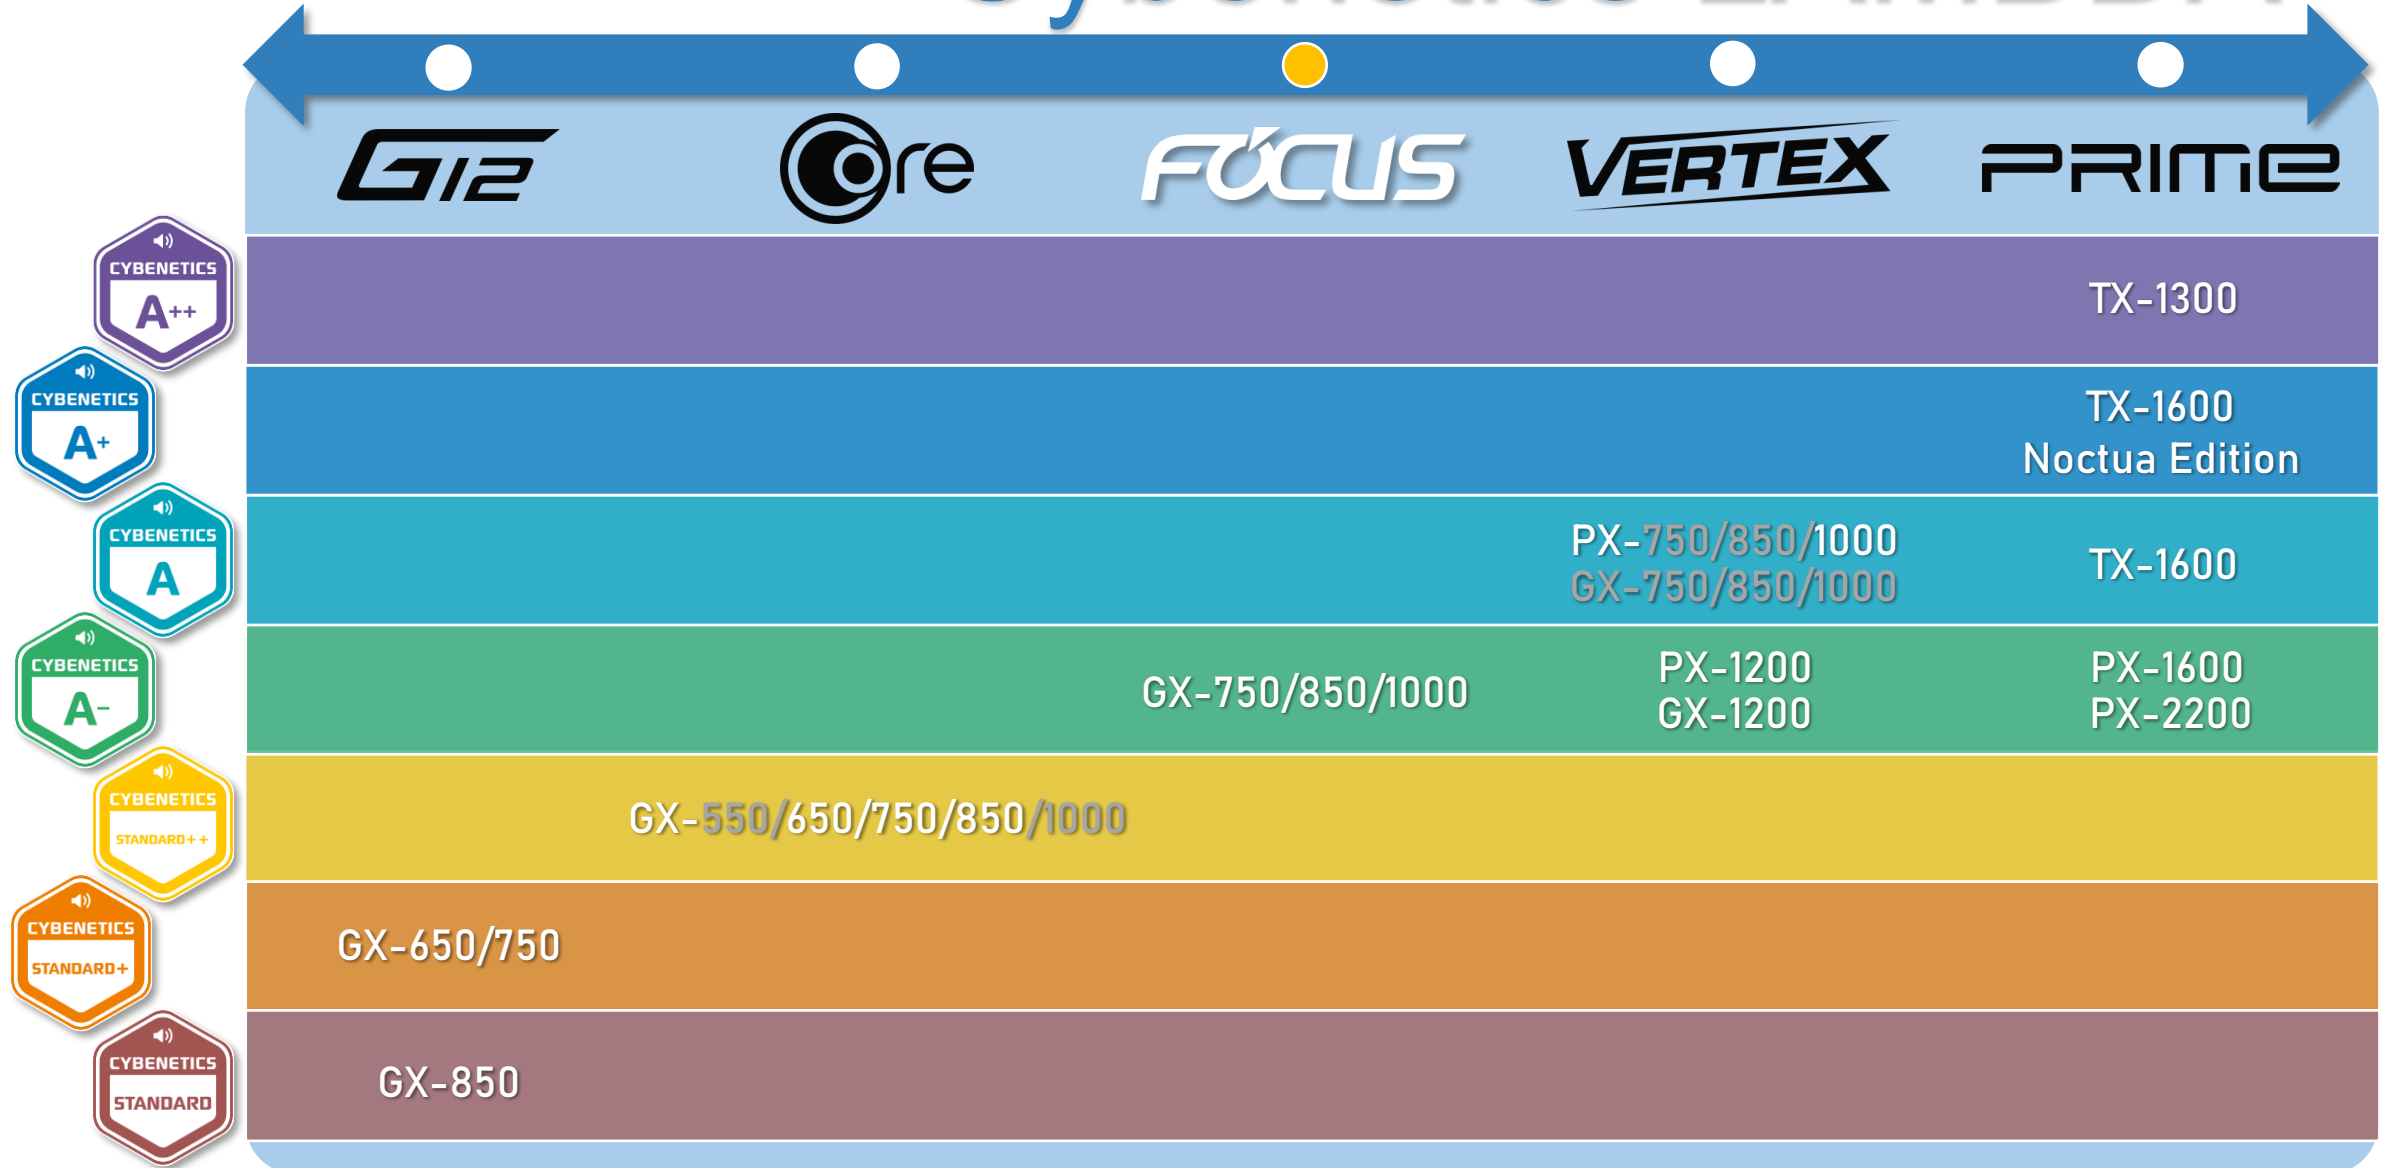 G12
Core
FOCUS
VERTEX
PRIME
CYBENETICS
A++
TX-1300
CYBENETICS
A+
TX-1600
Noctua Edition
CYBENETICS
A
PX-750/850/1000
GX-750/850/1000
TX-1600
CYBENETICS
A-
GX-750/850/1000
PX-1200
GX-1200
PX-1600
PX-2200
CYBENETICS
STANDARD++
GX-550/650/750/850/1000
CYBENETICS
STANDARD+
GX-650/750
CYBENETICS
STANDARD
GX-850